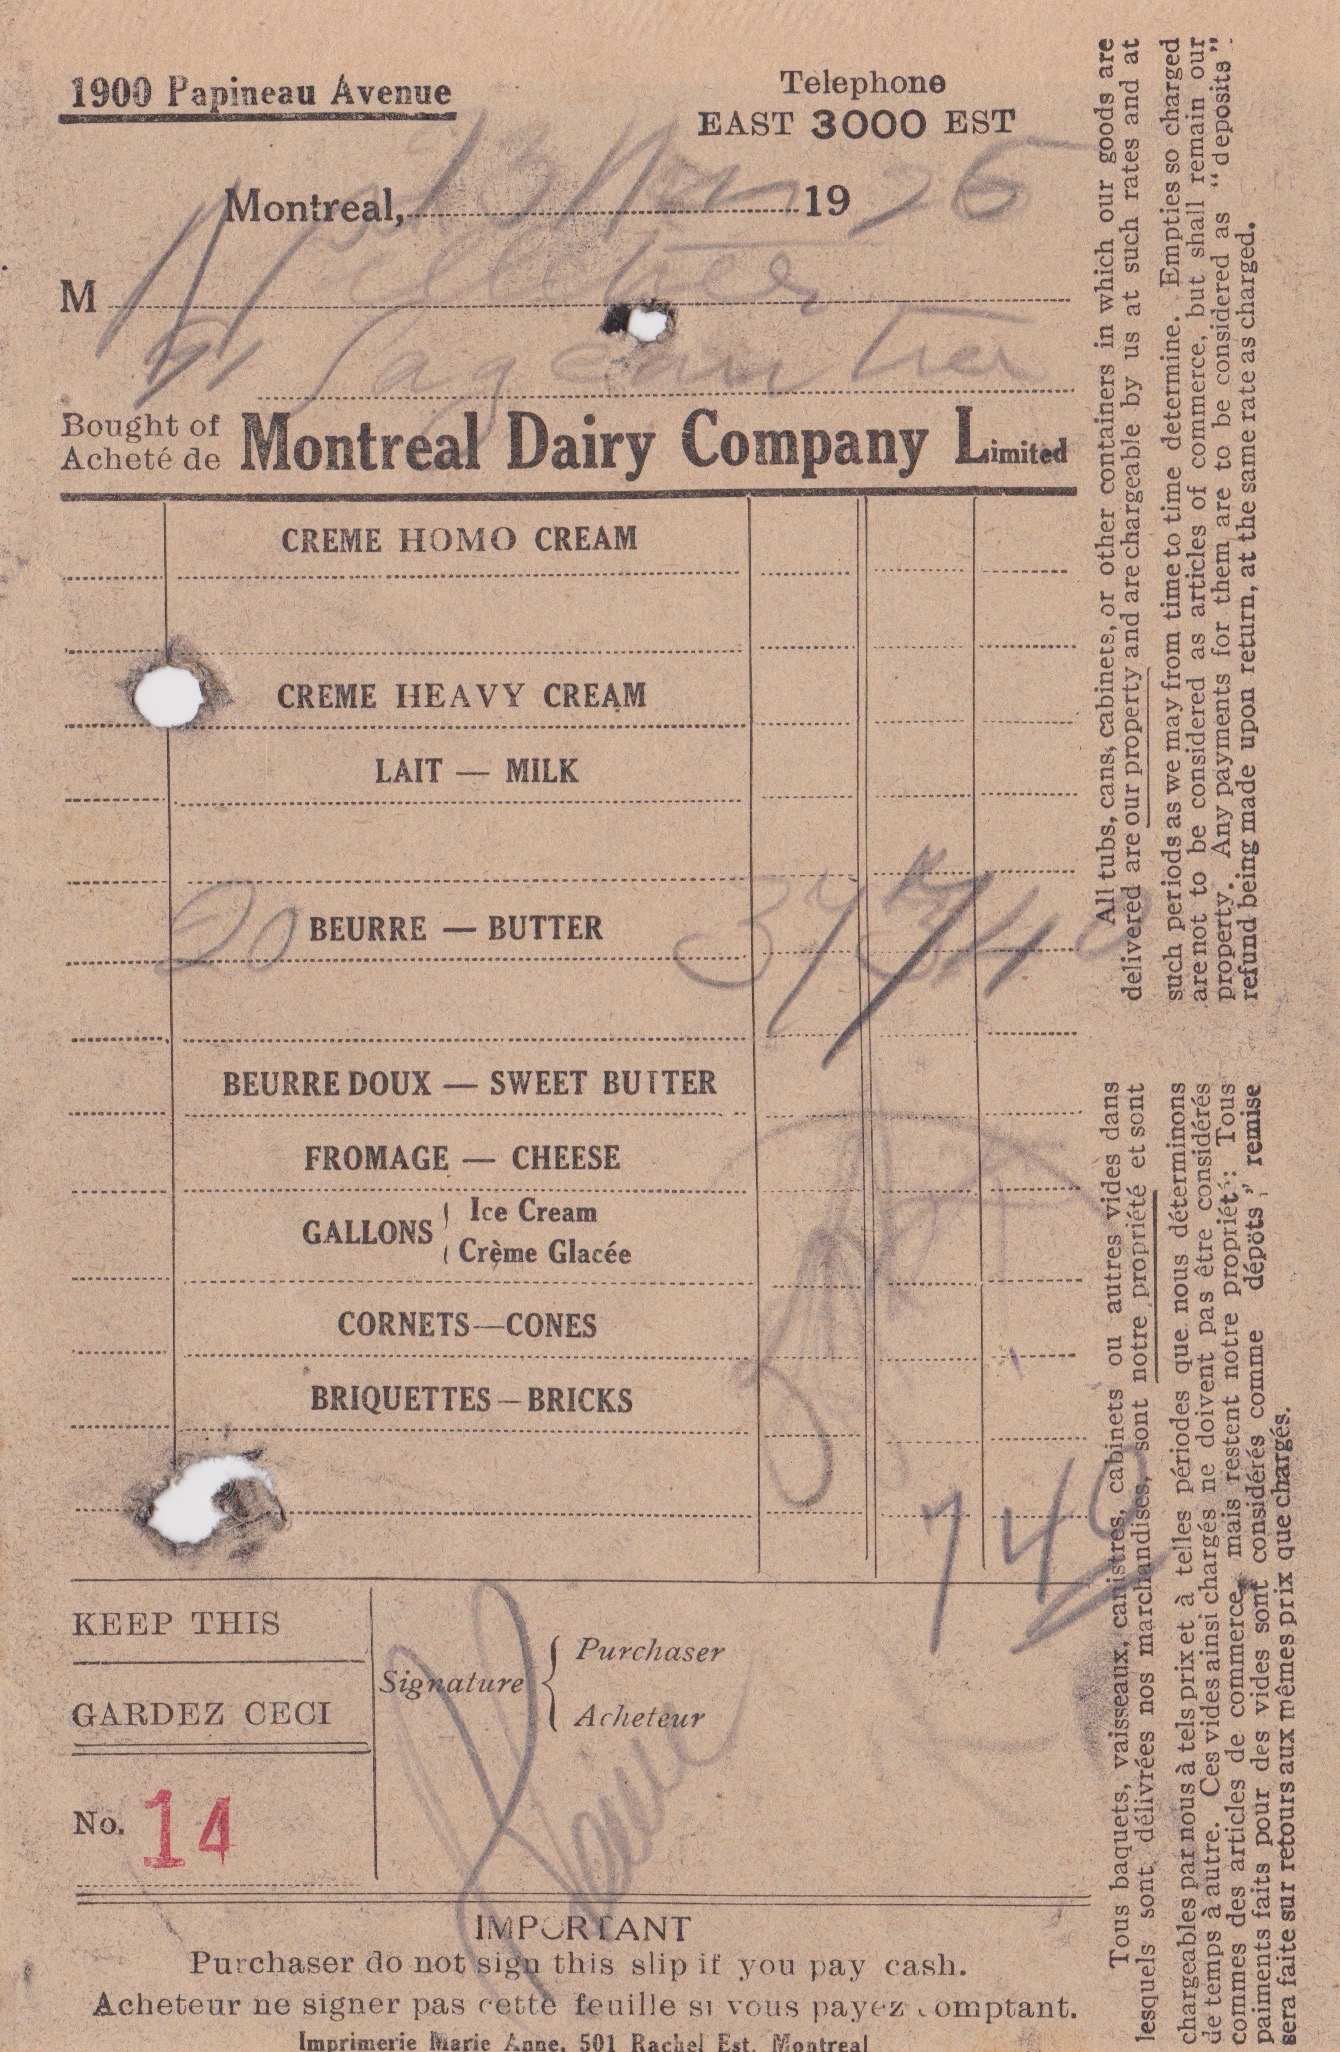 1900 Papineau Avenue
Telephone
EAST 3000 EST
Montreal, 13 19 26
M
Bought of
Acheté de
Montreal Dairy Company Limited
CREME HOMO CREAM
CREME HEAVY CREAM
LAIT — MILK
20 BEURRE — BUTTER 37 7 40
BEURRE DOUX — SWEET BUTTER
FROMAGE — CHEESE
GALLONS Ice Cream
Crème Glacée
CORNETS—CONES
BRIQUETTES—BRICKS
7 40
KEEP THIS
GARDEZ CECI
Signature
Purchaser
Acheteur
No. 14
IMPORTANT
Purchaser do not sign this slip if you pay cash.
Acheteur ne signer pas cette feuille si vous payez comptant.
Imprimerie Marie Anne, 501 Rachel Est, Montreal
All tubs, cans, cabinets, or other containers in which our goods are
delivered are our property and are chargeable by us at such rates and at
such periods as we may from time to time determine. Empties so charged
are not to be considered as articles of commerce, but shall remain our
property. Any payments for them are to be considered as "deposits"
refund being made upon return, at the same rate as charged.
Tous baquets, vaisseaux, canistres, cabinets ou autres vides dans
lesquels sont délivrées nos marchandises, sont notre propriété et sont
chargeables par nous à tels prix et à telles périodes que nous déterminons
de temps à autre. Ces vides ainsi chargés ne doivent pas être considérés
commes des articles de commerce, mais restent notre propriété: Tous
paiments faits pour des vides sont considérés comme dépôts" remise
sera faite sur retours aux mêmes prix que chargés.